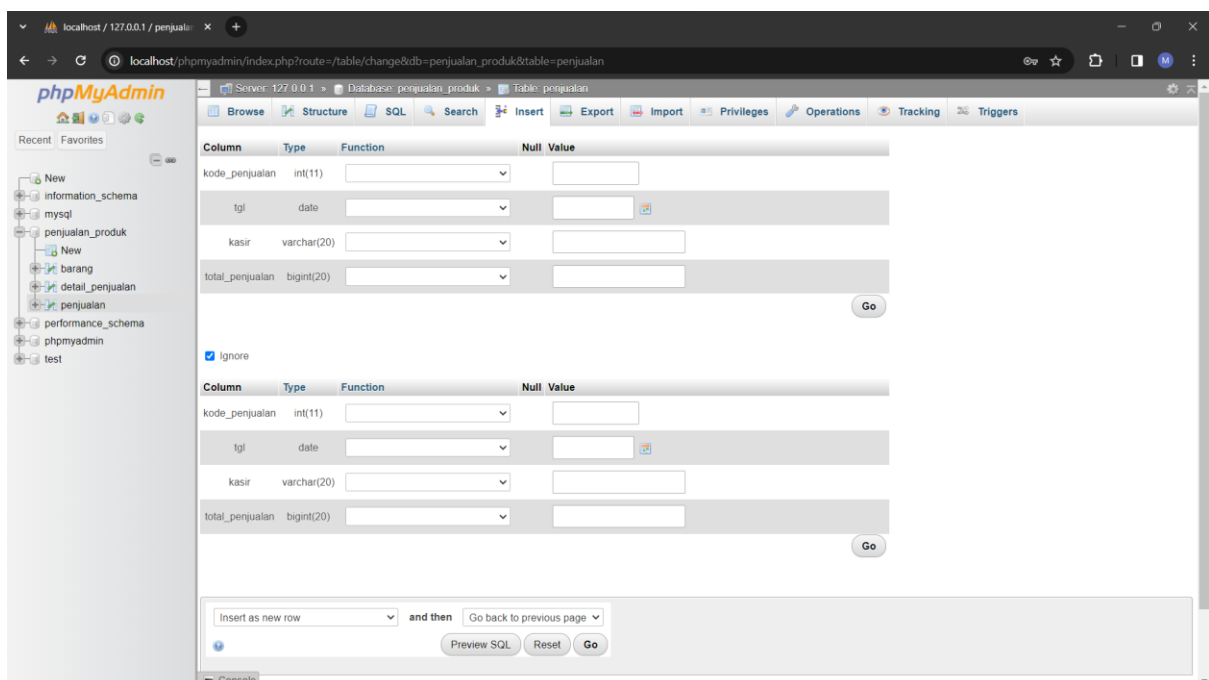 localhost / 127.0.0.1 / penjualan
localhost/phpmyadmin/index.php?route=/table/change&db=penjualan_produk&table=penjualan
M
phpMyAdmin
Recent Favorites
New
information_schema
mysql
penjualan_produk
New
barang
detail_penjualan
penjualan
performance_schema
phpmyadmin
test
Server: 127.0.0.1 » Database: penjualan_produk » Table: penjualan
Browse Structure SQL Search Insert Export Import Privileges Operations Tracking Triggers
Column Type Function Null Value
kode_penjualan int(11)
tgl date
kasir varchar(20)
total_penjualan bigint(20)
Go
Ignore
Column Type Function Null Value
kode_penjualan int(11)
tgl date
kasir varchar(20)
total_penjualan bigint(20)
Go
Insert as new row and then Go back to previous page
Preview SQL Reset Go
Console